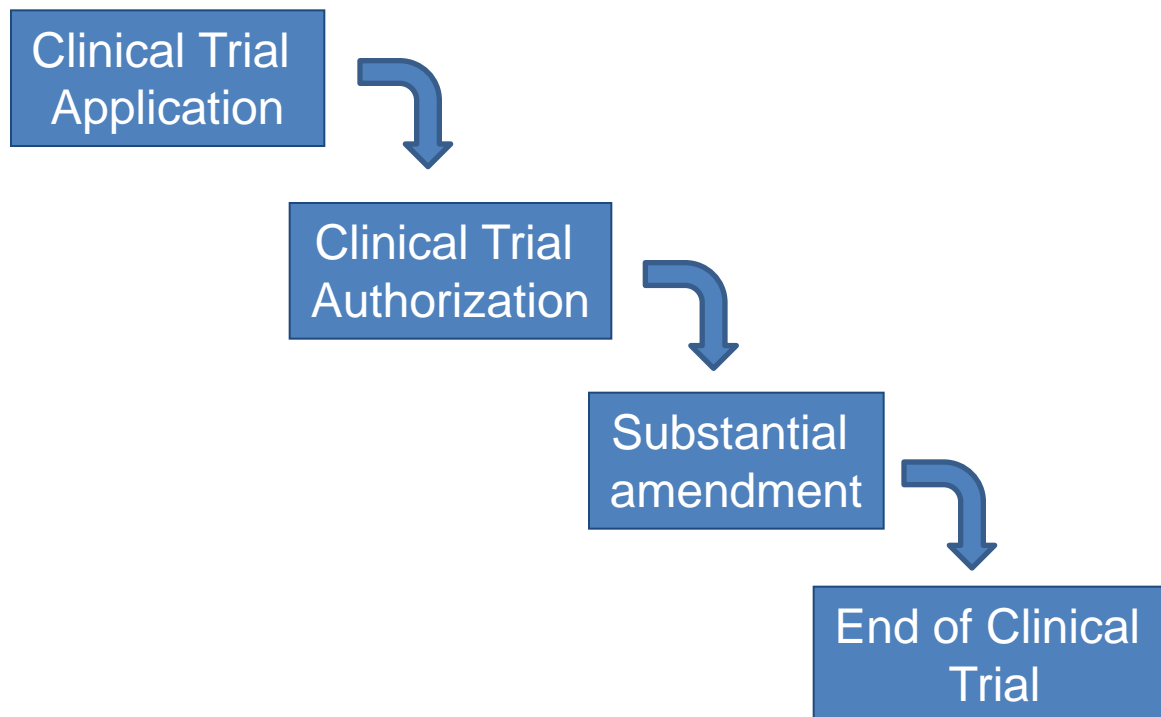 Clinical Trial
Application
Clinical Trial
Authorization
Substantial
amendment
End of Clinical
Trial